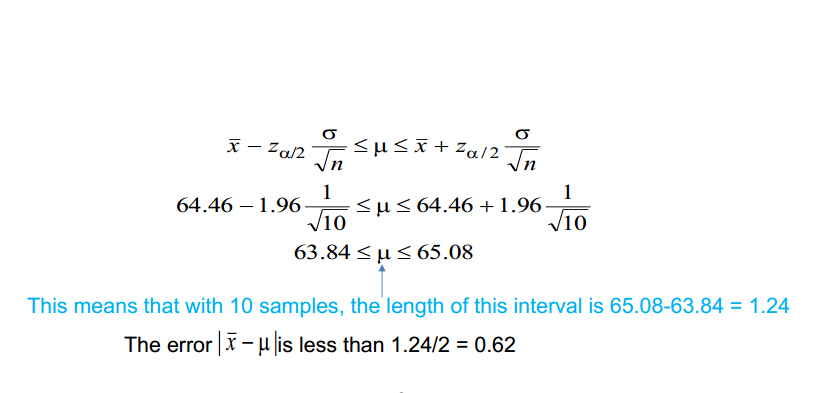 x̄ − z_{α/2} σ/√n ≤ μ ≤ x̄ + z_{α/2} σ/√n
64.46 − 1.96 1/√10 ≤ μ ≤ 64.46 + 1.96 1/√10
63.84 ≤ μ ≤ 65.08
This means that with 10 samples, the length of this interval is 65.08-63.84 = 1.24
The error |x̄ − μ| is less than 1.24/2 = 0.62